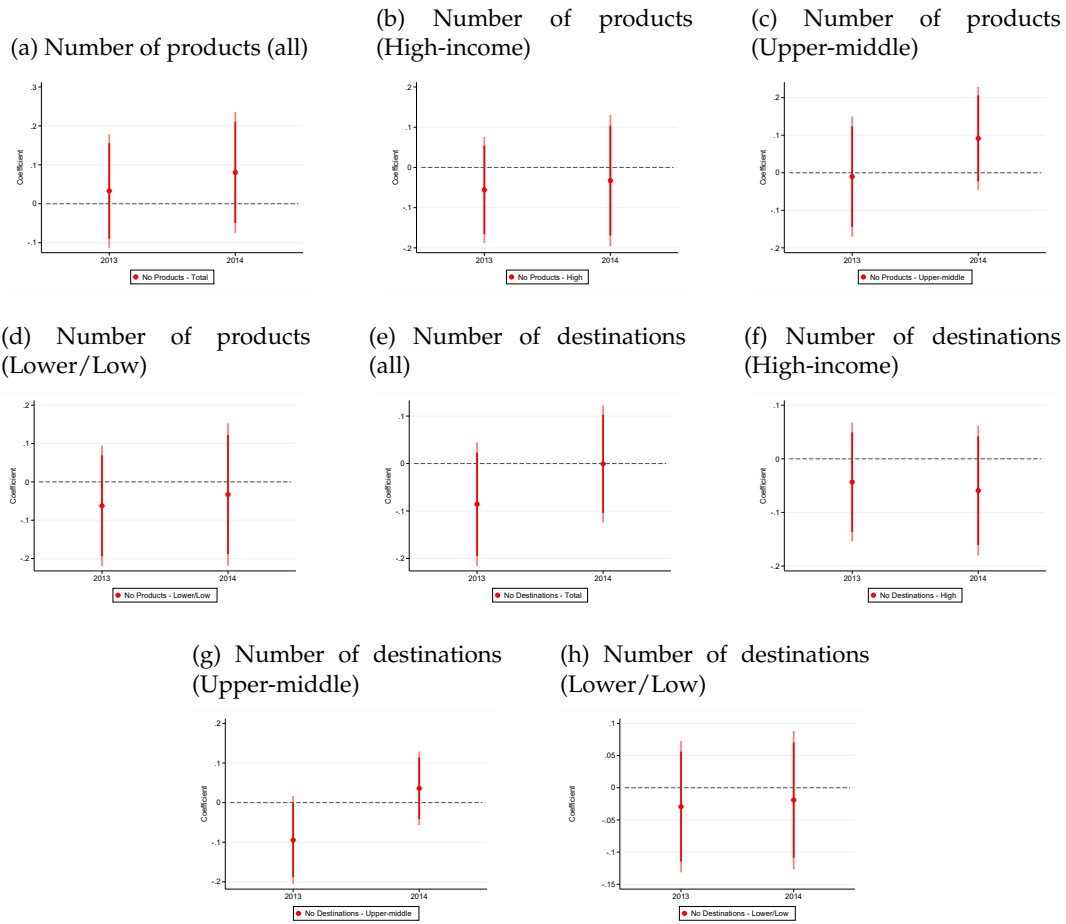 (a) Number of products (all)
.3
.2
.1
0
-.1
Coefficient
2013
2014
No Products - Total
(b) Number of products
(High-income)
.1
0
-.1
-.2
Coefficient
2013
2014
No Products - High
(c) Number of products
(Upper-middle)
.2
.1
0
-.1
-.2
Coefficient
2013
2014
No Products - Upper-middle
(d) Number of products
(Lower/Low)
.2
.1
0
-.1
-.2
Coefficient
2013
2014
No Products - Lower/Low
(e) Number of destinations
(all)
.1
0
-.1
-.2
Coefficient
2013
2014
No Destinations - Total
(f) Number of destinations
(High-income)
.1
0
-.1
-.2
Coefficient
2013
2014
No Destinations - High
(g) Number of destinations
(Upper-middle)
.2
.1
0
-.1
-.2
Coefficient
2013
2014
No Destinations - Upper-middle
(h) Number of destinations
(Lower/Low)
.1
.05
0
-.05
-.1
-.15
Coefficient
2013
2014
No Destinations - Lower/Low